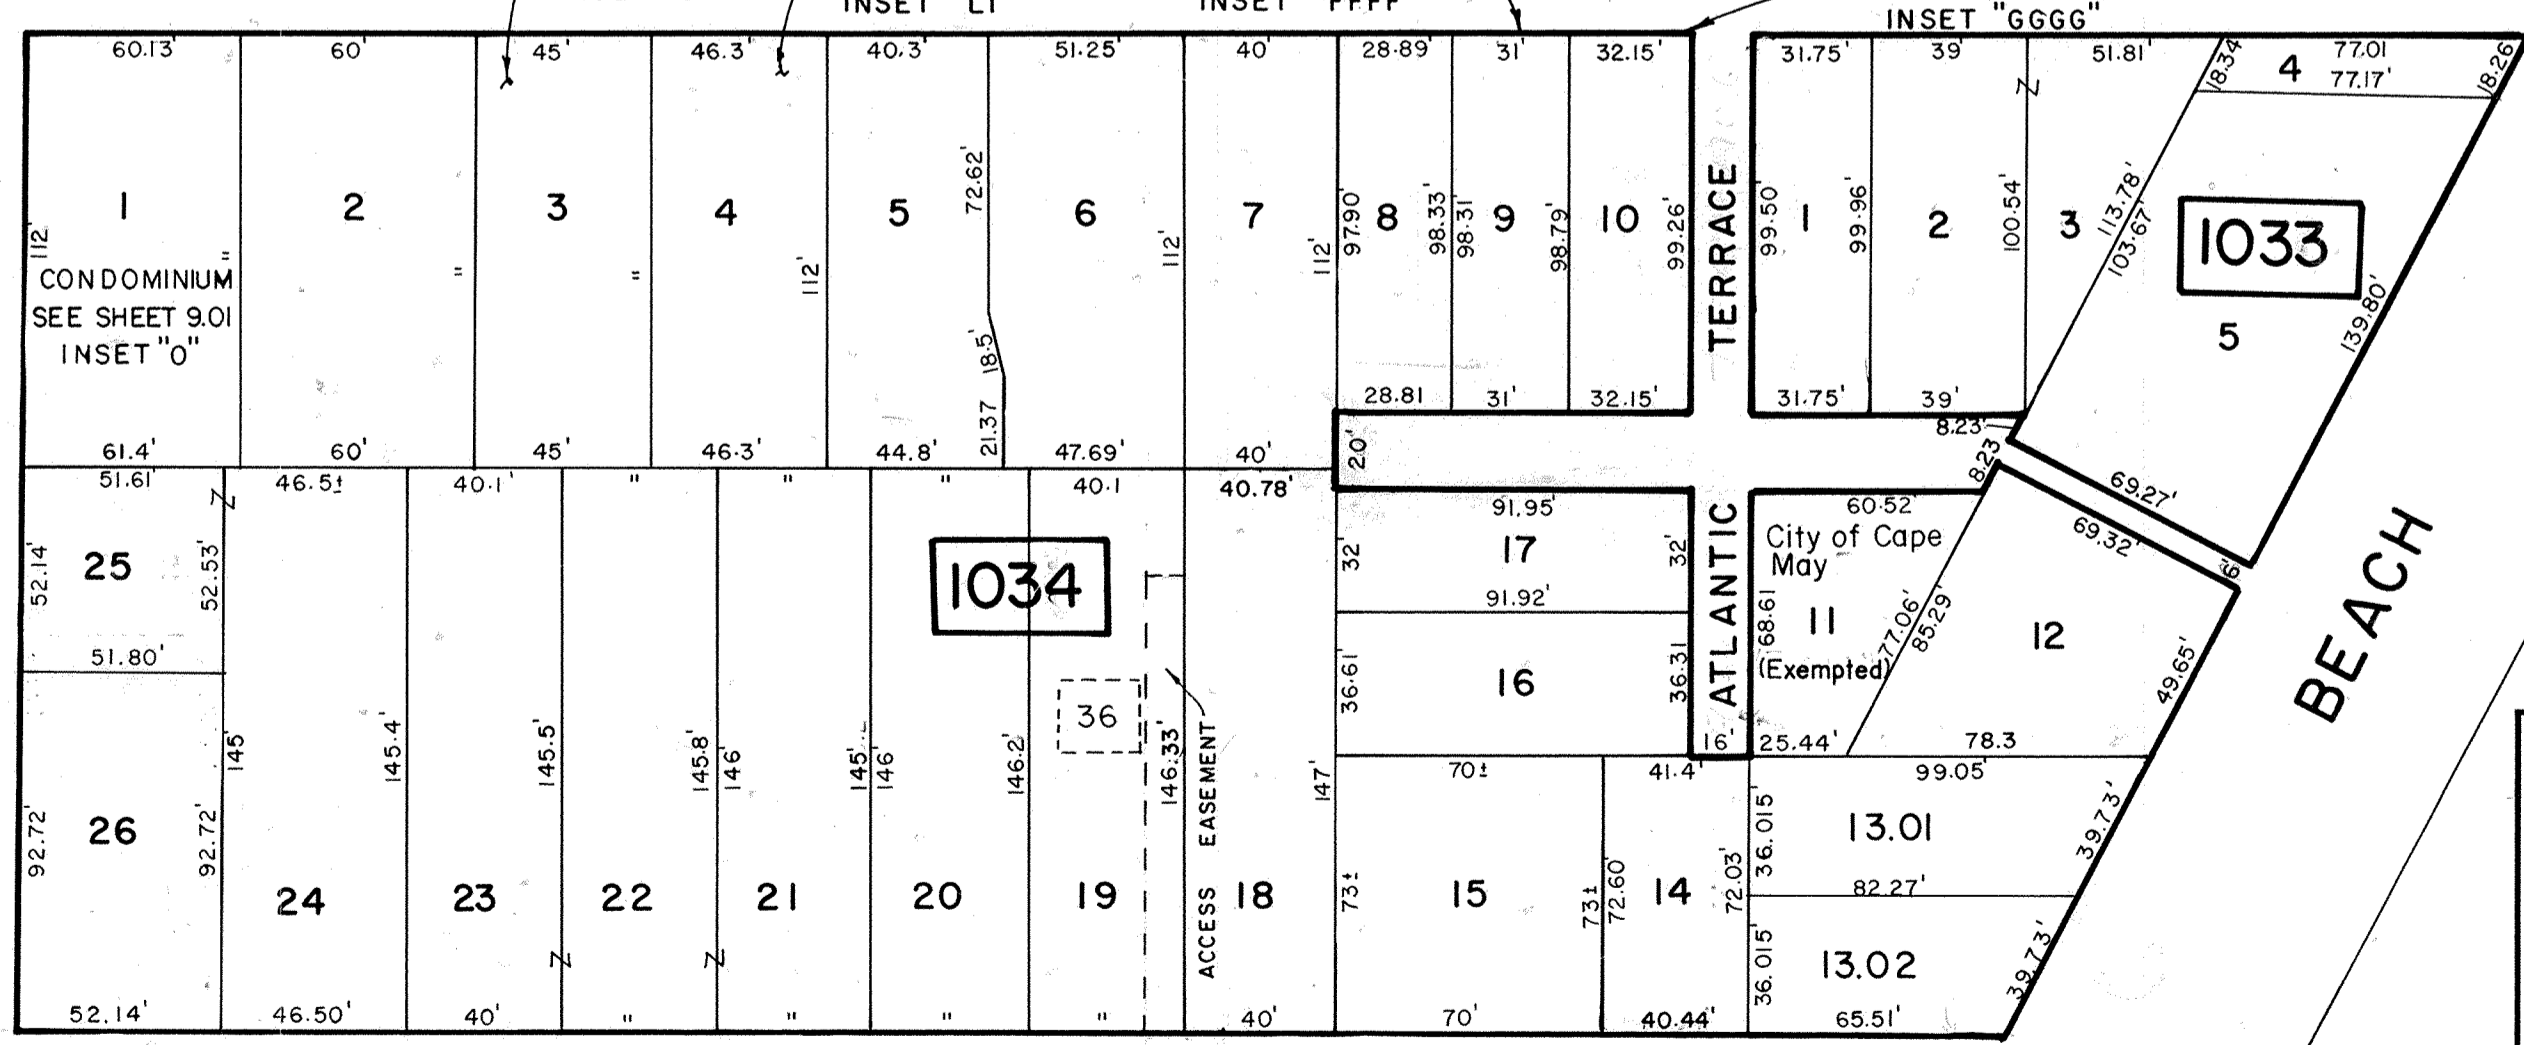 INSET "LT
INSET "FFFF"
INSET "GGGG"
60.13' 60' 45' 46.3' 40.3' 51.25' 40' 28.89' 31' 32.15' 31.75' 39' 51.81' 77.01
18.34 4 77.17' 18.26
1 2 3 4 5 6 7 8 9 10
112' " " 112' 72.62' 112' 112' 97.90' 98.33' 98.31' 98.79' 99.26'
CONDOMINIUM "
SEE SHEET 9.01
INSET "O"
18.5'
21.37
TERRACE
99.50' 1 99.96' 2 100.54' 3 113.78' 103.67'
1033
5
139.80'
28.81 31' 32.15' 31.75' 39'
8.23'
8.23
61.4' 60' 45' 46.3' 44.8' 47.69' 40' 20'
51.61' 46.5± 40.1' " " " 40.1 40.78'
91.95' 60.52'
69.27'
69.32'
6'
52.14' 25 52.53'
51.80'
1034
32' 17 32'
91.92'
36.61' 16 36.31
ATLANTIC
16'
City of Cape
May
68.61 11
(Exempted)
77.06'
85.29'
12
49.65'
BEACH
25.44' 78.3
36
ACCESS EASEMENT
145' 145.4' 145.5' 145.8' 146' 145' 146' 146.2' 146.33' 147'
70± 41.4' 99.05'
92.72' 26 92.72'
24 23 22 21 20 19 18
73± 15 73± 72.60' 14 72.03'
36.015' 13.01 39.73'
82.27'
36.015' 13.02 39.73'
52.14' 46.50' 40' " " " " 40' 70' 40.44' 65.51'